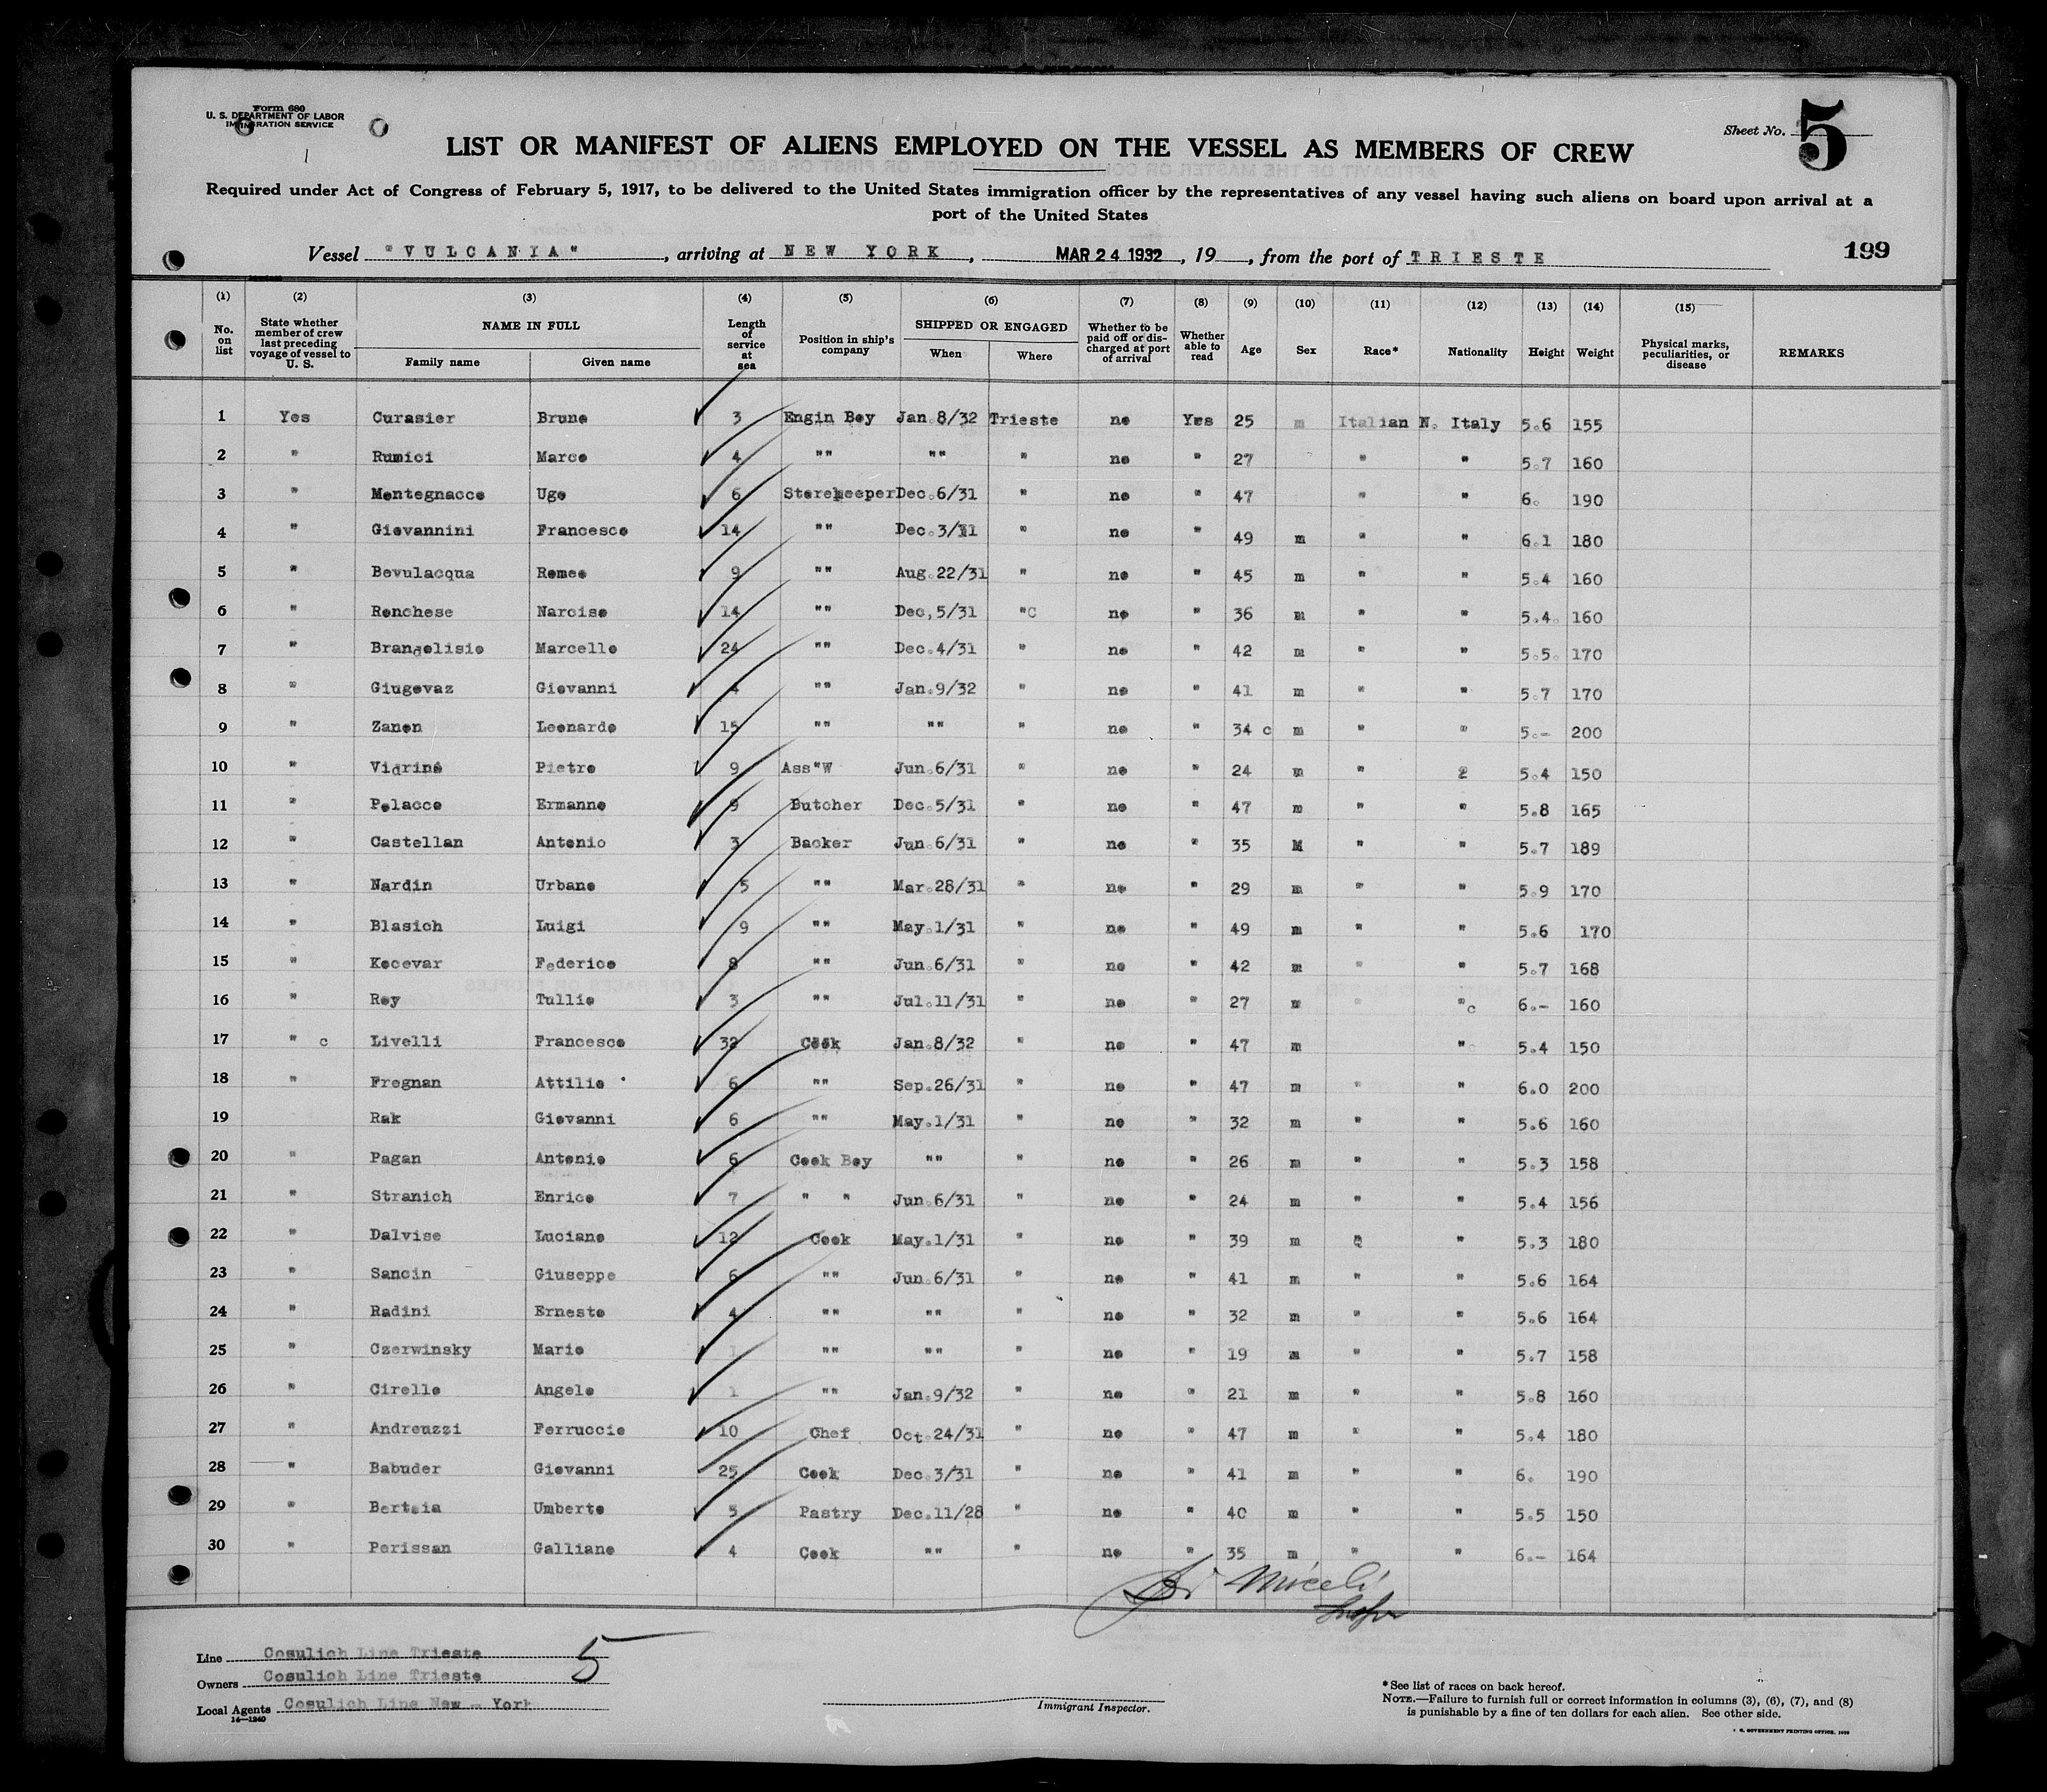 Form 680
U. S. DEPARTMENT OF LABOR
IMMIGRATION SERVICE
Sheet No. 5
LIST OR MANIFEST OF ALIENS EMPLOYED ON THE VESSEL AS MEMBERS OF CREW
Required under Act of Congress of February 5, 1917, to be delivered to the United States immigration officer by the representatives of any vessel having such aliens on board upon arrival at a
port of the United States
Vessel "VULCANIA", arriving at NEW YORK, MAR 24 1932, 19 , from the port of TRIESTE
199
(1) (2) (3) (4) (5) (6) (7) (8) (9) (10) (11) (12) (13) (14) (15)
No. on list State whether member of crew last preceding voyage of vessel to U. S. NAME IN FULL Family name Given name Length of service at sea Position in ship's company SHIPPED OR ENGAGED When Where Whether to be paid off or discharged at port of arrival Whether able to read Age Sex Race* Nationality Height Weight Physical marks, peculiarities, or disease REMARKS
1 Yes Curasier Bruno 3 Engin Boy Jan.8/32 Trieste no Yes 25 m Italian N. Italy 5.6 155
2 " Rumici Marco 4 "" "" " no " 27 " " 5.7 160
3 " Montegnacco Ugo 6 Storekeeper Dec.6/31 " no " 47 " " 6. 190
4 " Giovannini Francesco 14 "" Dec.3/31 " no " 49 m " " 6.1 180
5 " Bevulacqua Romeo 9 "" Aug.22/31 " no " 45 m " " 5.4 160
6 " Ronchese Narciso 14 "" Dec,5/31 "C no " 36 m " " 5.4. 160
7 " Brandolisio Marcello 24 "" Dec.4/31 " no " 42 m " " 5.5. 170
8 " Giugovaz Giovanni 4 "" Jan.9/32 " no " 41 m " " 5.7 170
9 " Zanon Leonardo 15 "" "" " no " 34 c m " " 5.- 200
10 " Vidrine Pietro 9 Ass"W Jun.6/31 " no " 24 m " 2 5.4 150
11 " Polacco Ermanno 9 Butcher Dec.5/31 " no " 47 m " " 5.8 165
12 " Castellan Antonio 3 Backer Jun.6/31 " no " 35 M " " 5.7 189
13 " Nardin Urbano 5 "" Mar.28/31 " no " 29 m " " 5.9 170
14 " Blasich Luigi 9 "" May.1/31 " no " 49 m " " 5.6 170
15 " Kocevar Federico 8 "" Jun.6/31 " no " 42 m " " 5.7 168
16 " Roy Tullio 3 "" Jul.11/31 " no " 27 m " "c 6.- 160
17 " c Livelli Francesco 32 Cook Jan.8/32 " no " 47 m " 5.4 150
18 " Fregnan Attilio 6 "" Sep.26/31 " no " 47 m " " 6.0 200
19 Rak Giovanni 6 "" May.1/31 " no " 32 m " " 5.6 160
20 " Pagan Antonio 6 Cook Boy "" " no " 26 m " " 5.3 158
21 " Stranich Enrico 7 " " Jun.6/31 " no " 24 m " " 5.4 156
22 " Dalvise Luciano 12 Cook May.1/31 " no " 39 m " 5.3 180
23 " Sancin Giuseppe 6 "" Jun.6/31 " no " 41 m " " 5.6 164
24 " Radini Ernesto 4 "" "" " no " 32 m " " 5.6 164
25 " Czerwinsky Mario 1 "" "" " no " 19 m " " 5.7 158
26 " Cirello Angelo 1 "" Jan.9/32 " no " 21 m " " 5.8 160
27 " Andreuzzi Ferruccio 10 Chef Oct.24/31 " no " 47 m " " 5.4 180
28 " Babuder Giovanni 25 Cook Dec.3/31 " no " 41 m " " 6. 190
29 " Bertoia Umberto 5 Pastry Dec.11/28 " no " 40 m " " 5.5 150
30 " Perissan Galliano 4 Cook "" " no " 35 m " " 6.- 164
Di Miceli
Line Cosulich Line Trieste
Owners Cosulich Line Trieste
5
Local Agents Cosulich Line New - York
14—1240
Immigrant Inspector.
* See list of races on back hereof.
NOTE.—Failure to furnish full or correct information in columns (3), (6), (7), and (8)
is punishable by a fine of ten dollars for each alien. See other side.
GOVERNMENT PRINTING OFFICE